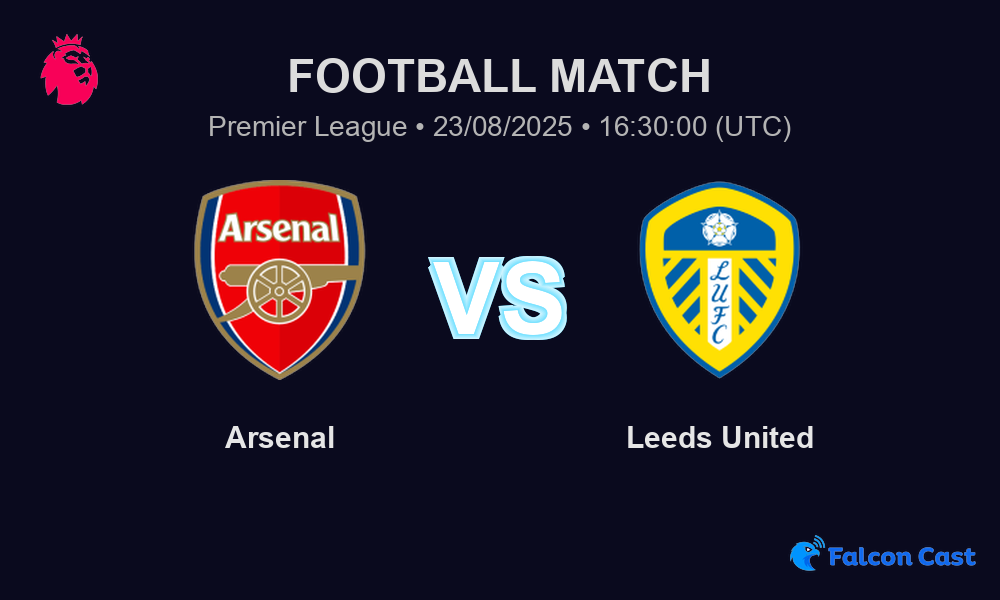 FOOTBALL MATCH
Premier League • 23/08/2025 • 16:30:00 (UTC)
Arsenal
VS
LUFC
Arsenal
Leeds United
Falcon Cast